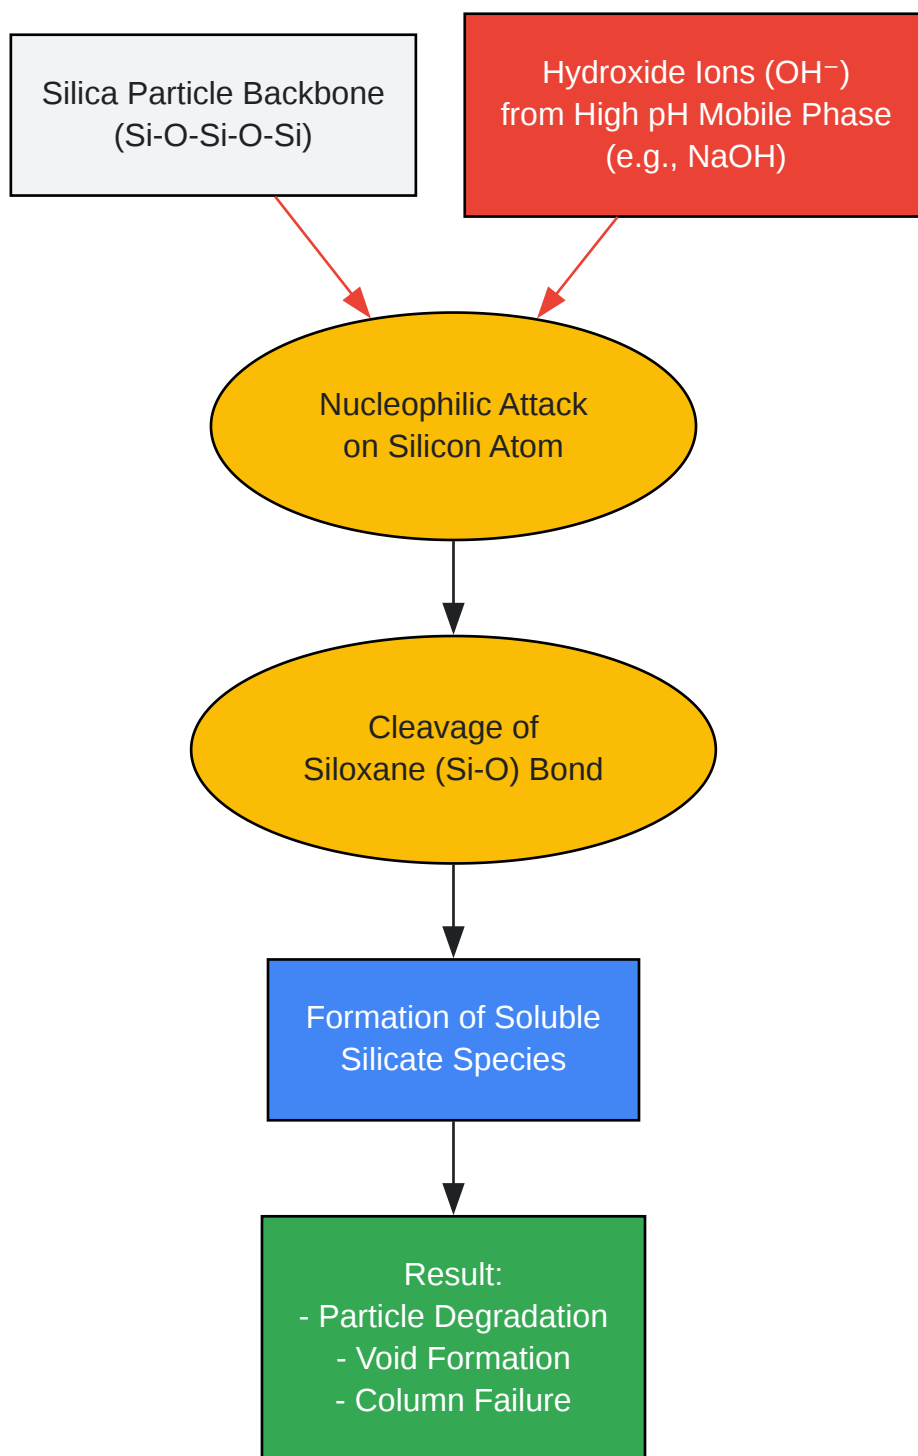 Silica Particle Backbone
(Si-O-Si-O-Si)
Hydroxide Ions (OH⁻)
from High pH Mobile Phase
(e.g., NaOH)
Nucleophilic Attack
on Silicon Atom
Cleavage of
Siloxane (Si-O) Bond
Formation of Soluble
Silicate Species
Result:
- Particle Degradation
- Void Formation
- Column Failure